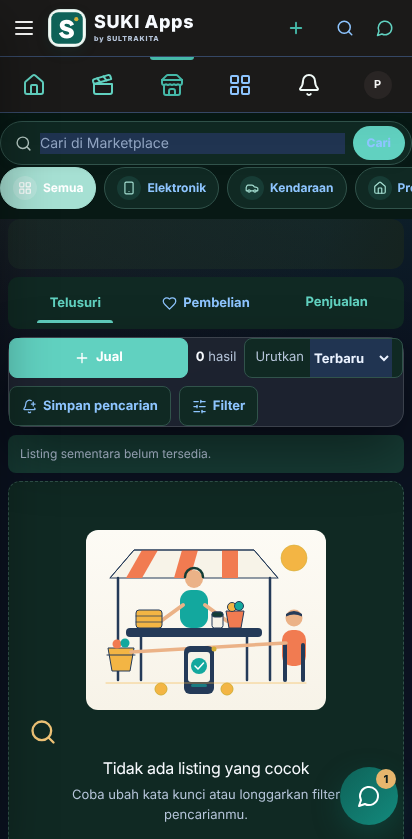 SUKI Apps
by SULTRAKITA
P
Cari di Marketplace
Cari
Semua
Elektronik
Kendaraan
Telusuri
Pembelian
Penjualan
Jual
0 hasil
Urutkan
Terbaru
Simpan pencarian
Filter
Listing sementara belum tersedia.
Tidak ada listing yang cocok
Coba ubah kata kunci atau longgarkan filter
pencarianmu.
1